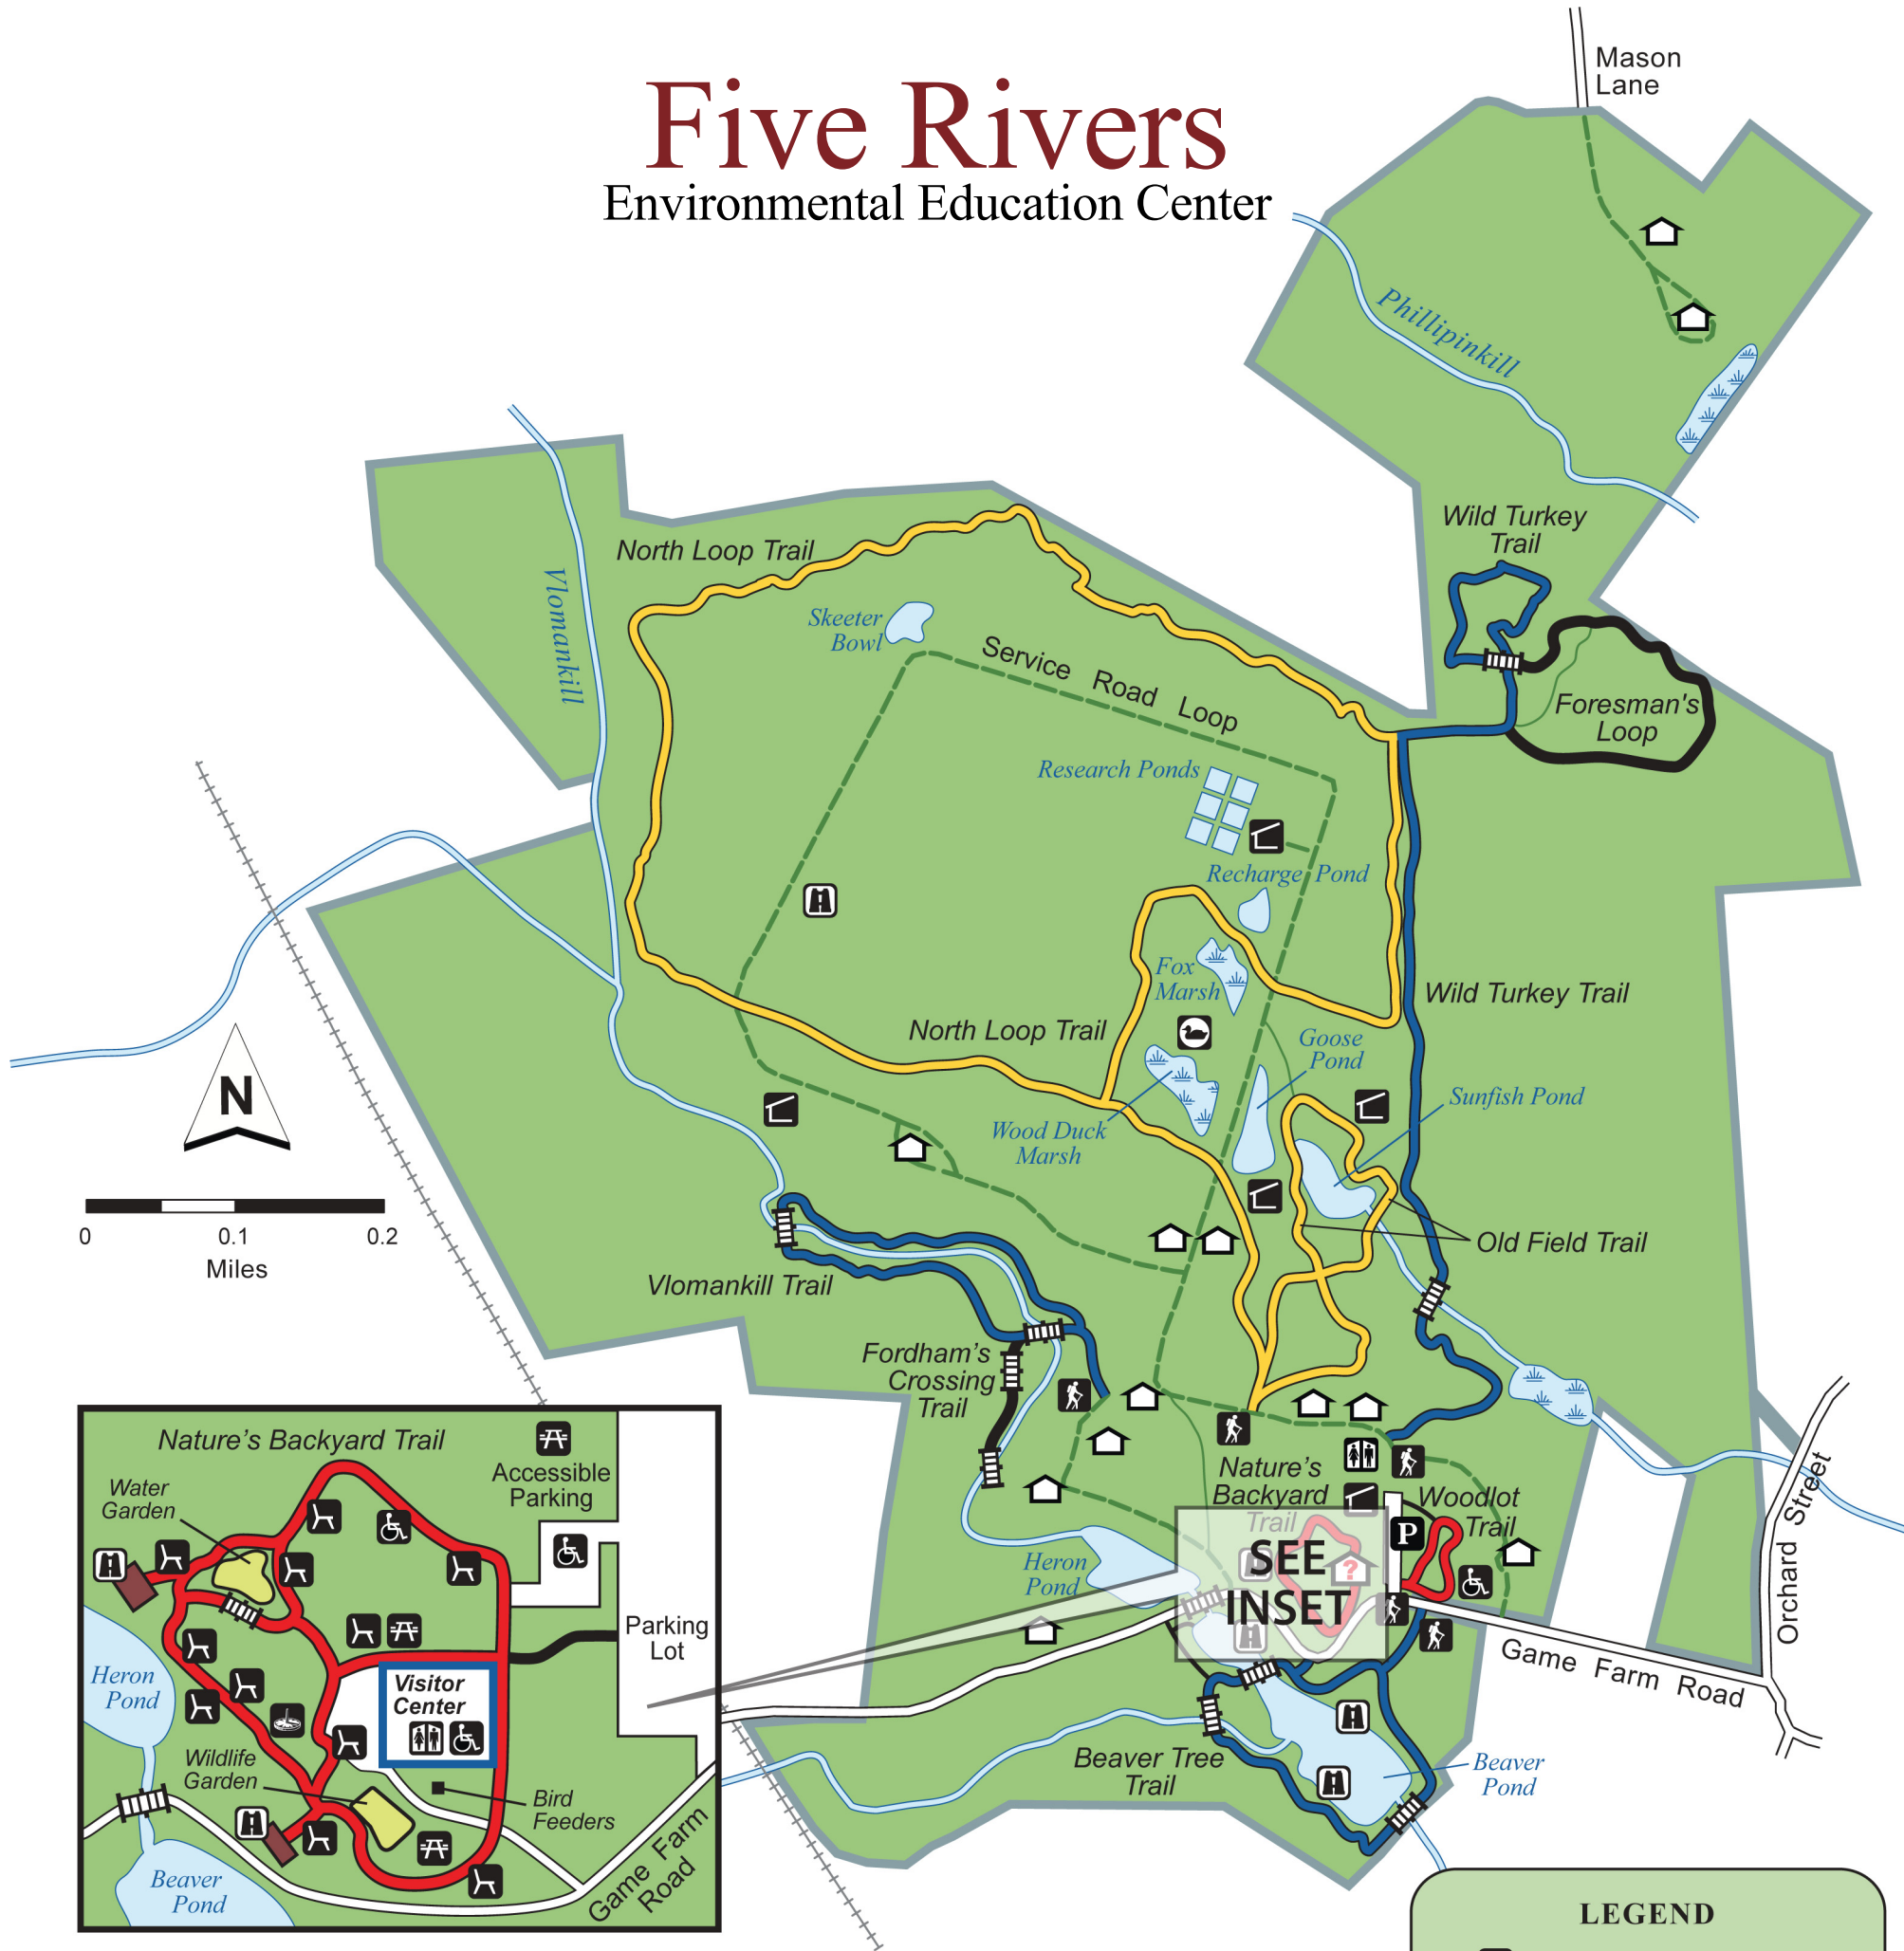 Five Rivers
Environmental Education Center
Mason
Lane
Phillipinkill
Wild Turkey
Trail
North Loop Trail
Vlomankill
Skeeter
Bowl
Service Road Loop
Foresman's
Loop
Research Ponds
Recharge Pond
Fox
Marsh
Wild Turkey Trail
North Loop Trail
Goose
Pond
Sunfish Pond
Wood Duck
Marsh
N
0
0.1
0.2
Miles
Old Field Trail
Vlomankill Trail
Fordham's
Crossing
Trail
Nature's
Backyard
Trail
Woodlot
Trail
P
Heron
Pond
SEE
INSET
?
Orchard Street
Game Farm Road
Beaver Tree
Trail
Beaver
Pond
Nature's Backyard Trail
Water
Garden
Accessible
Parking
Parking
Lot
Heron
Pond
Visitor
Center
Wildlife
Garden
Bird
Feeders
Beaver
Pond
Game Farm
Road
LEGEND